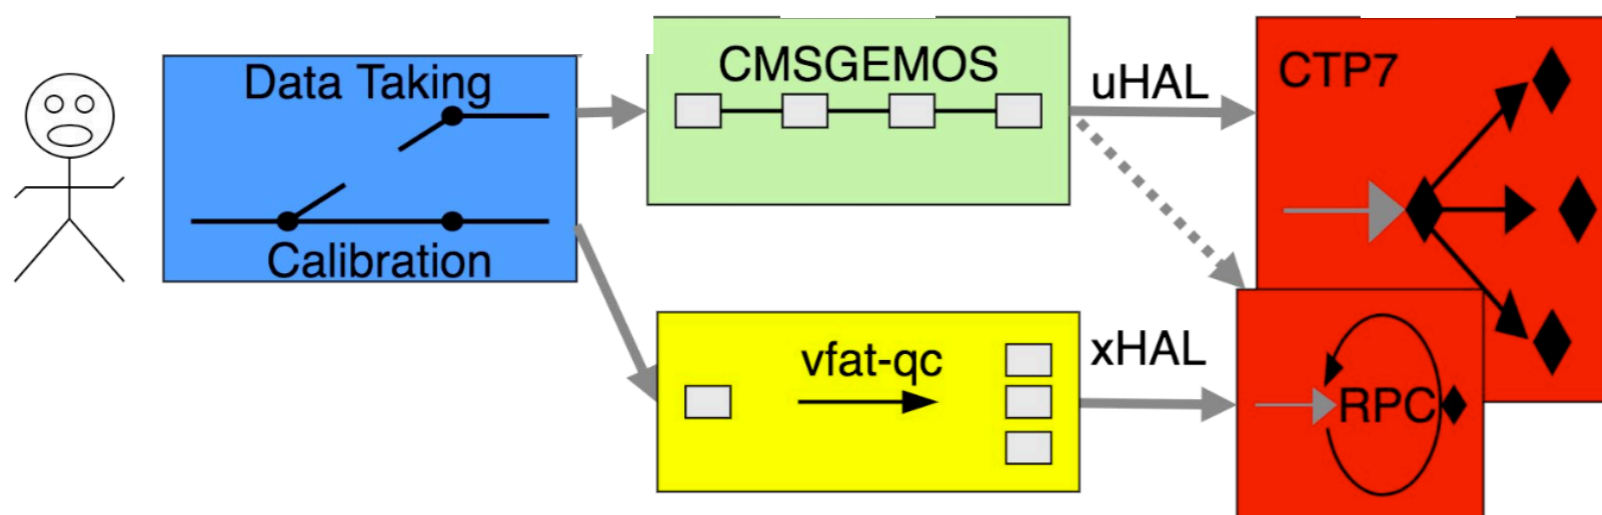 Data Taking
Calibration
CMSGEMOS
uHAL
CTP7
vfat-qc
xHAL
RPC